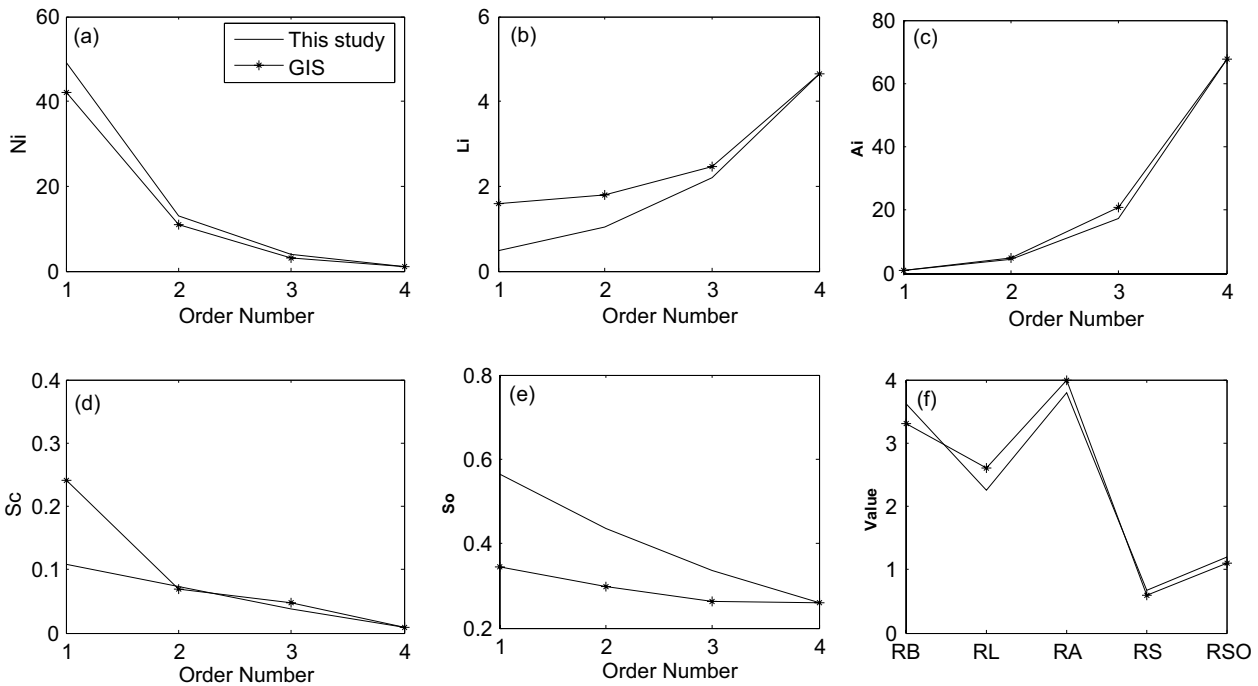 (a)
This study
GIS
60
40
20
0
Ni
1 2 3 4
Order Number
(b)
6
4
2
0
Li
1 2 3 4
Order Number
(c)
80
60
40
20
0
Ai
1 2 3 4
Order Number
(d)
0.4
0.3
0.2
0.1
0
Sc
1 2 3 4
Order Number
(e)
0.8
0.6
0.4
0.2
So
1 2 3 4
Order Number
(f)
4
3
2
1
0
Value
RB RL RA RS RSO